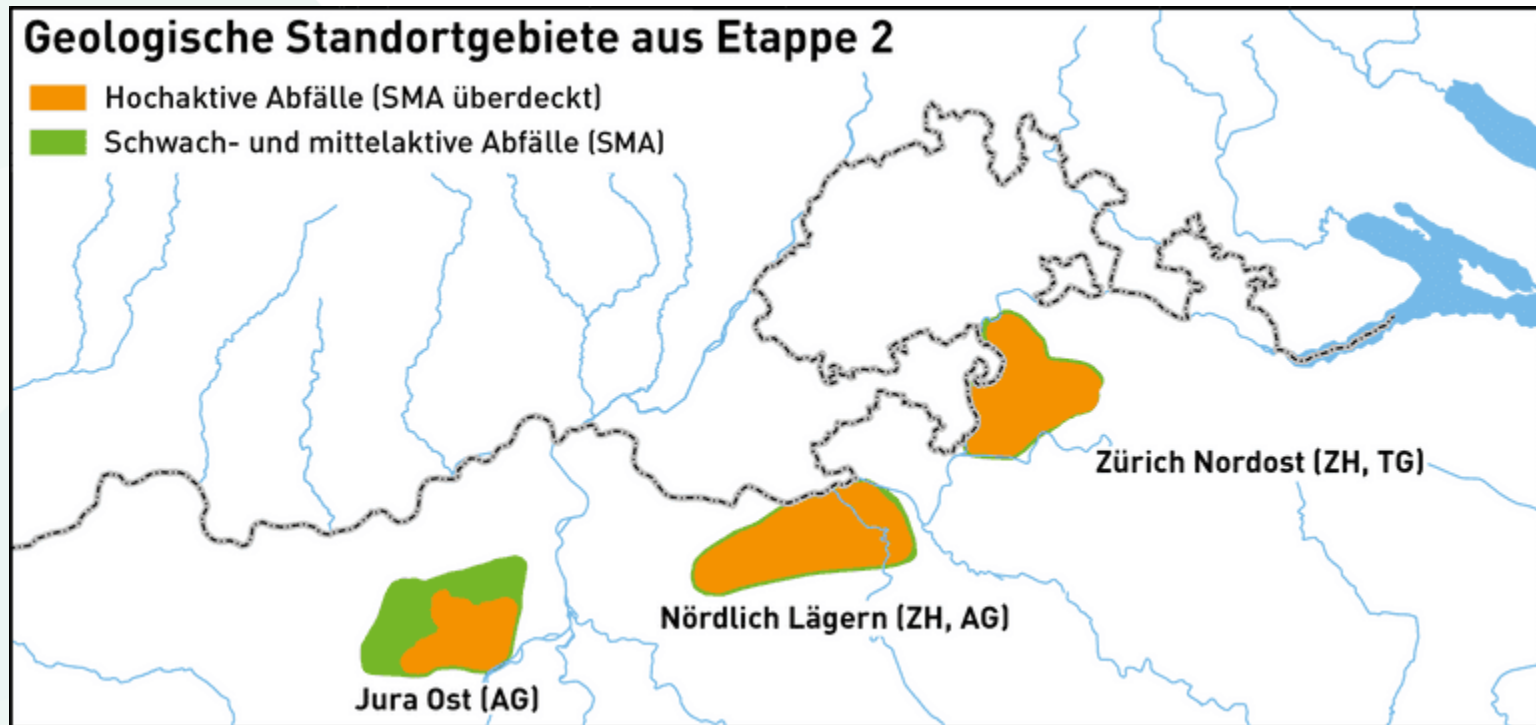 Geologische Standortgebiete aus Etappe 2
Hochaktive Abfälle (SMA überdeckt)
Schwach- und mittelaktive Abfälle (SMA)
Zürich Nordost (ZH, TG)
Nördlich Lägern (ZH, AG)
Jura Ost (AG)